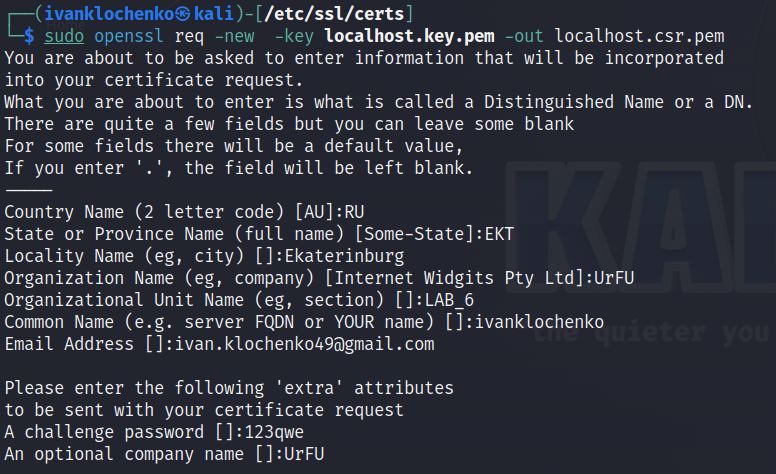 ┌──(ivanklochenko㉿kali)-[/etc/ssl/certs]
└─$ sudo openssl req -new  -key localhost.key.pem -out localhost.csr.pem
You are about to be asked to enter information that will be incorporated
into your certificate request.
What you are about to enter is what is called a Distinguished Name or a DN.
There are quite a few fields but you can leave some blank
For some fields there will be a default value,
If you enter '.', the field will be left blank.
-----
Country Name (2 letter code) [AU]:RU
State or Province Name (full name) [Some-State]:EKT
Locality Name (eg, city) []:Ekaterinburg
Organization Name (eg, company) [Internet Widgits Pty Ltd]:UrFU
Organizational Unit Name (eg, section) []:LAB_6
Common Name (e.g. server FQDN or YOUR name) []:ivanklochenko
Email Address []:ivan.klochenko49@gmail.com

Please enter the following 'extra' attributes
to be sent with your certificate request
A challenge password []:123qwe
An optional company name []:UrFU
KA
the quieter you